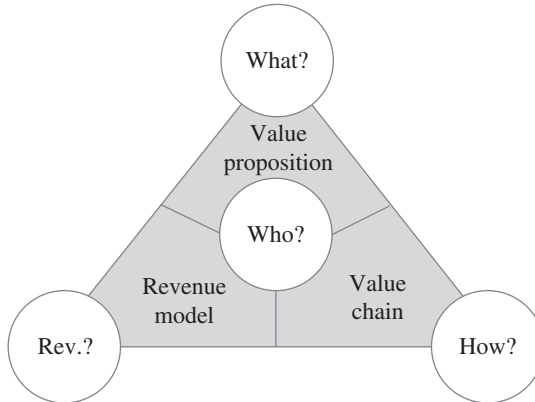 What?
Value
proposition
Who?
Revenue
model
Value
chain
Rev.?
How?